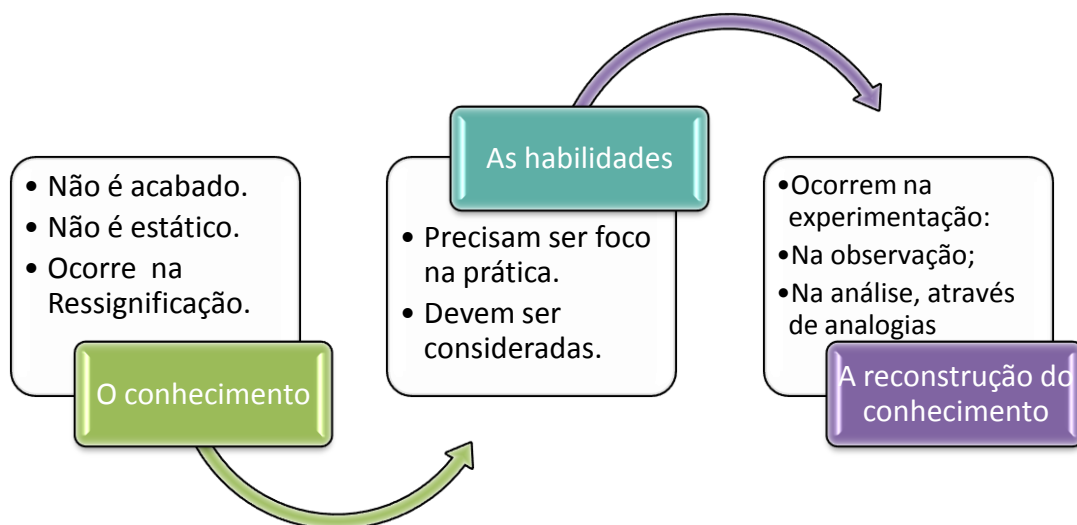 • Não é acabado.
• Não é estático.
• Ocorre na
Ressignificação.
O conhecimento
As habilidades
• Precisam ser foco
na prática.
• Devem ser
consideradas.
•Ocorrem na
experimentação:
•Na observação;
•Na análise, através
de analogias
A reconstrução do
conhecimento